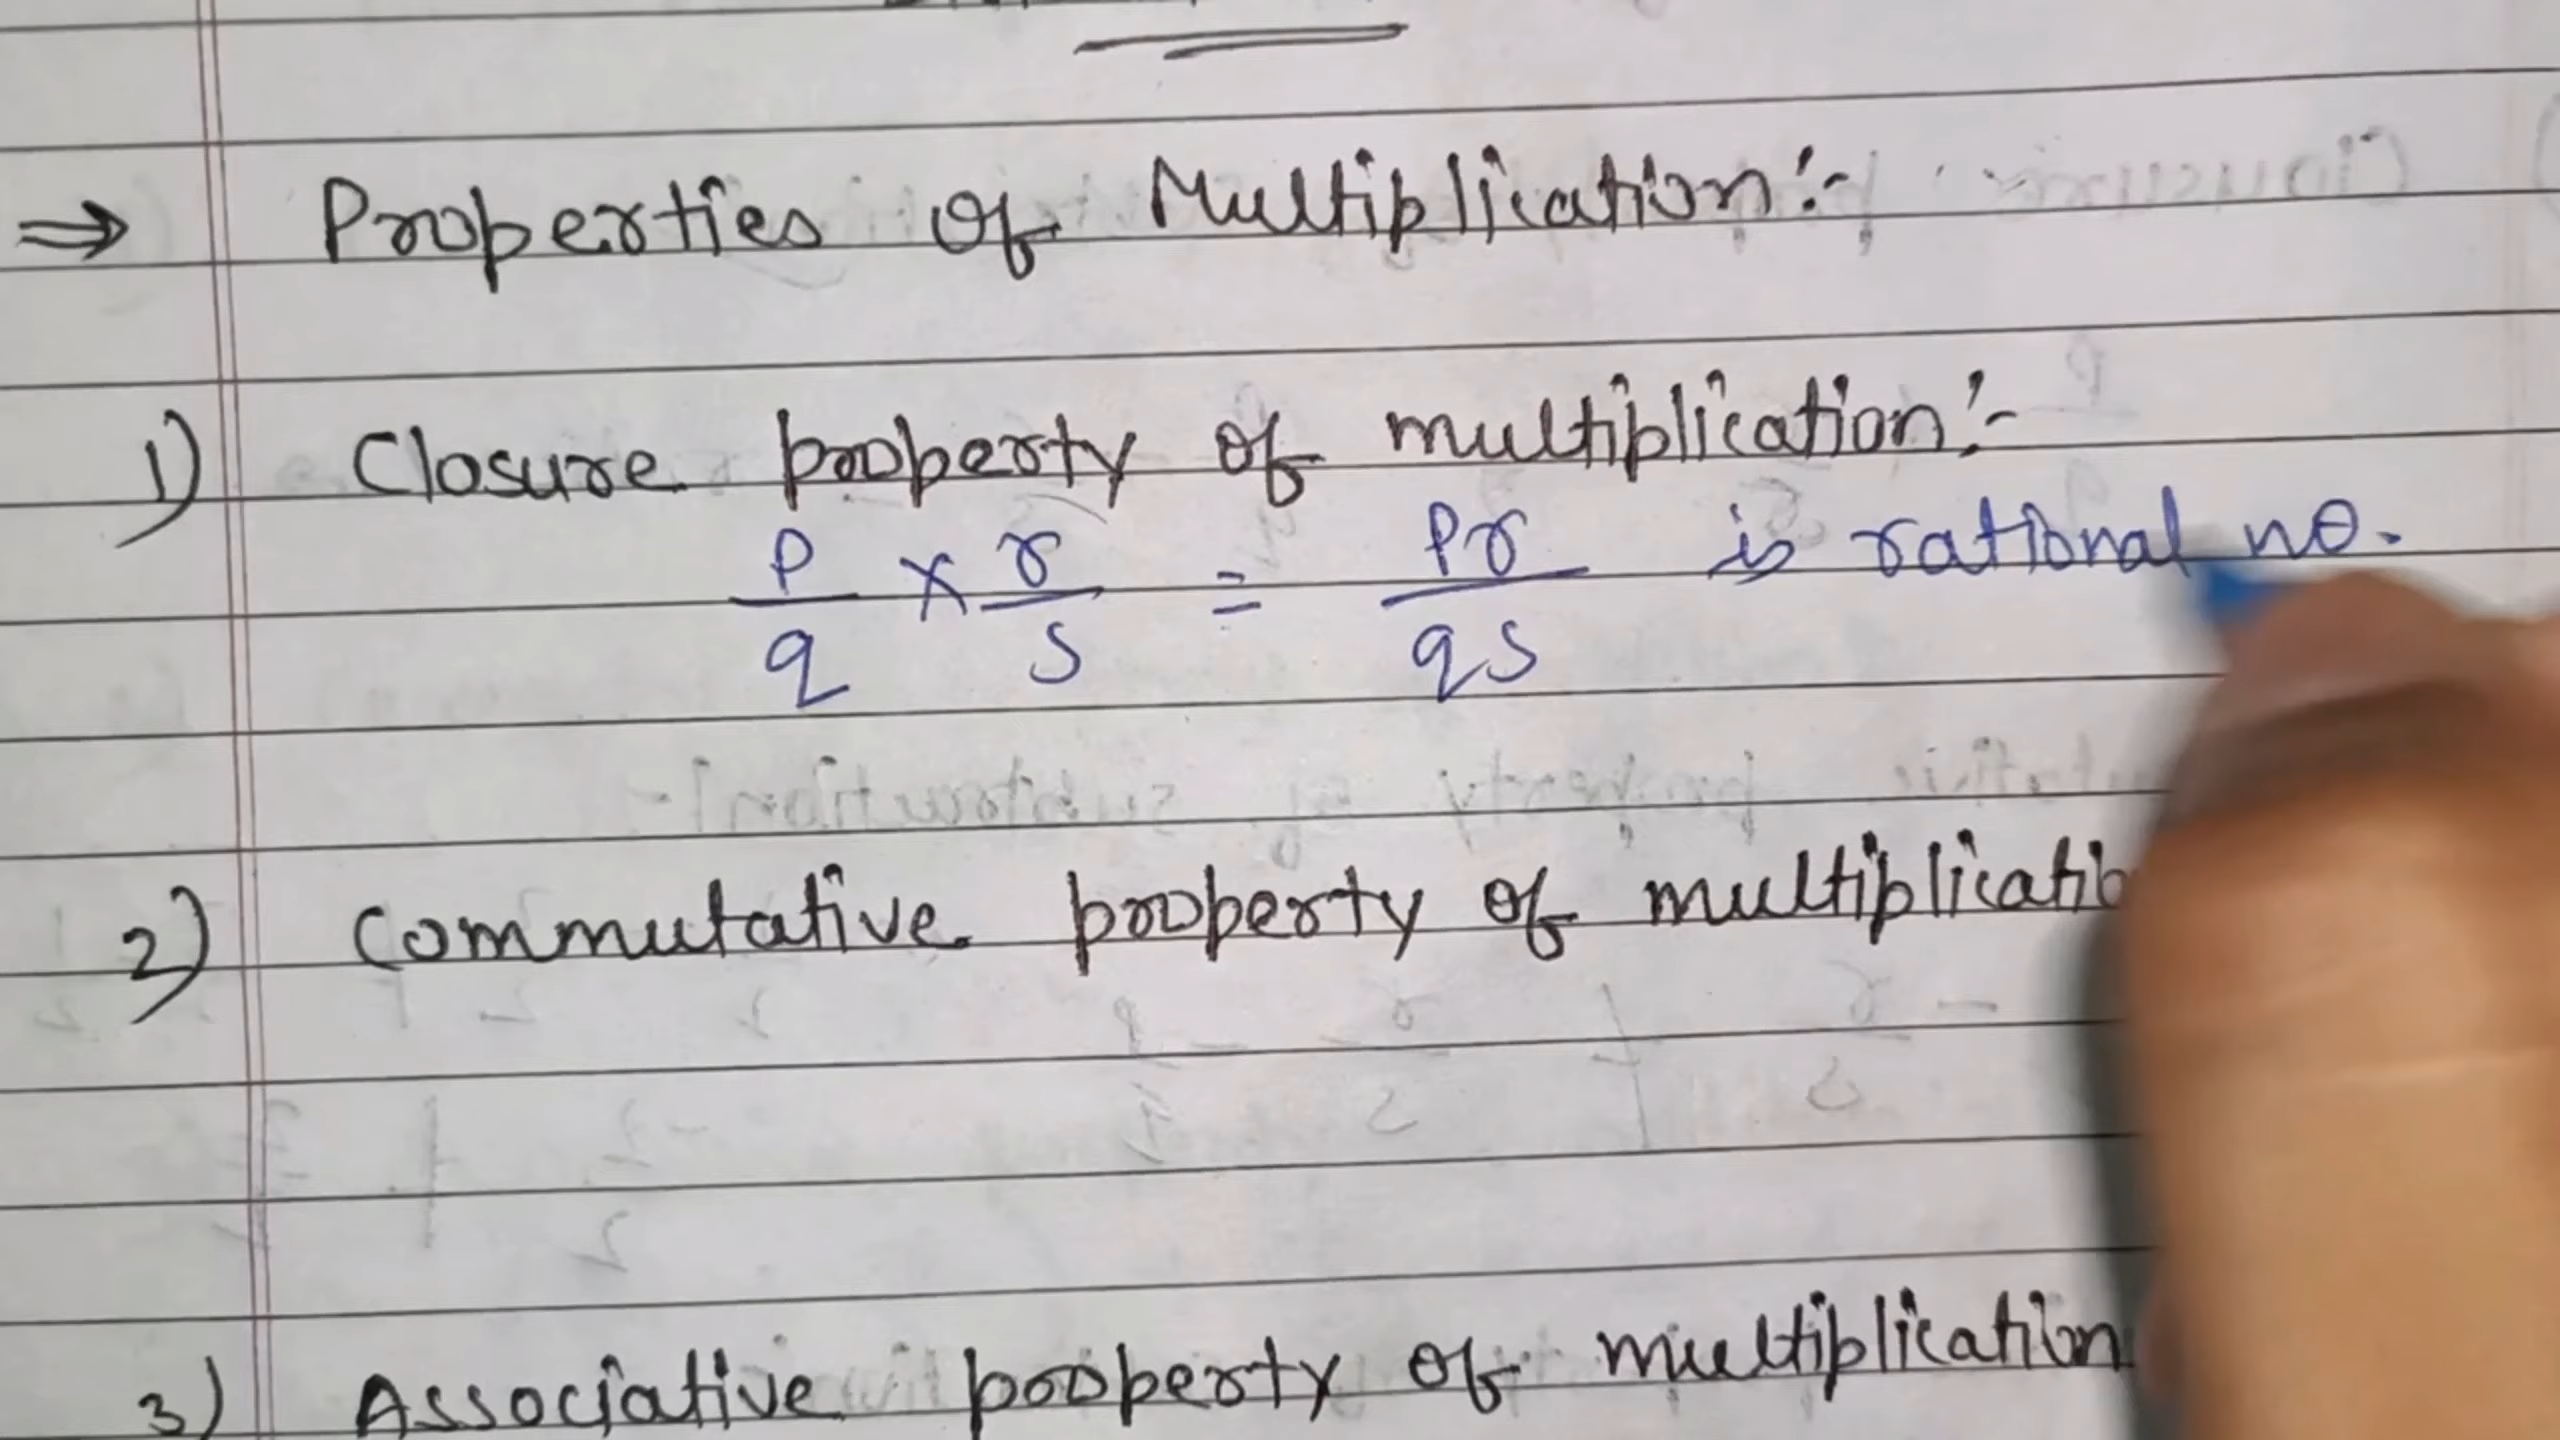 ⇒ Properties of Multiplication:-
1) Closure property of multiplication:-
p/q × r/s = pr/qs is rational no.
2) Commutative property of
3) Associative property of multiplication